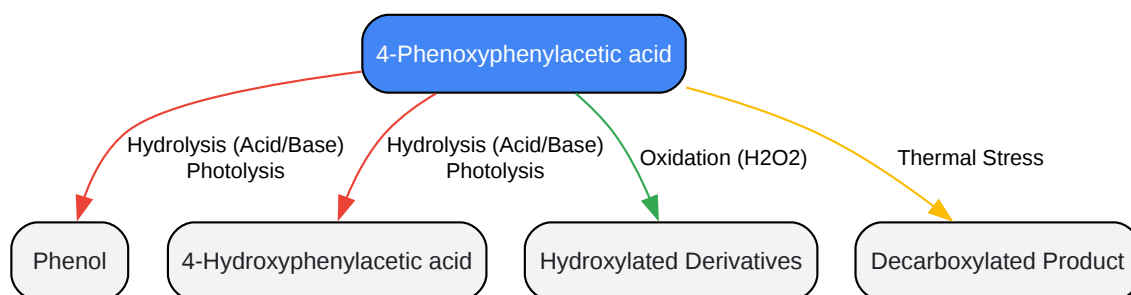 4-Phenoxyphenylacetic acid
Hydrolysis (Acid/Base)
Photolysis
Hydrolysis (Acid/Base)
Photolysis
Oxidation (H2O2)
Thermal Stress
Phenol
4-Hydroxyphenylacetic acid
Hydroxylated Derivatives
Decarboxylated Product